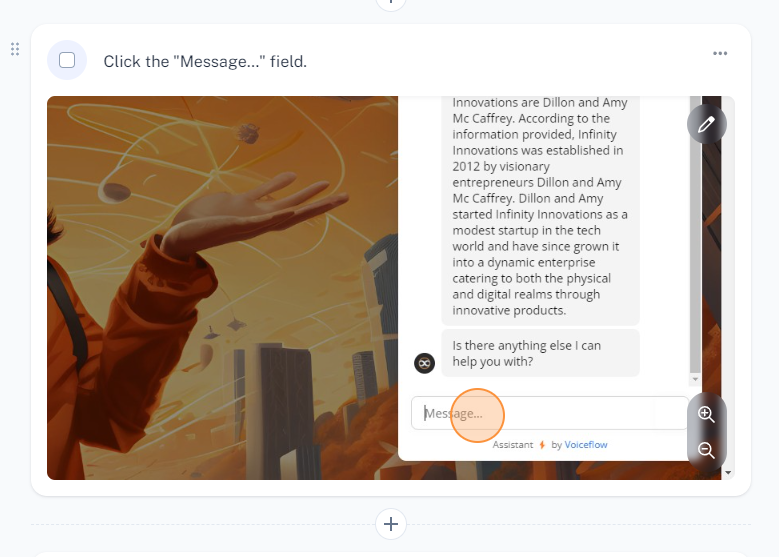 Click the "Message..." field.
Innovations are Dillon and Amy
Mc Caffrey. According to the
information provided, Infinity
Innovations was established in
2012 by visionary
entrepreneurs Dillon and Amy
Mc Caffrey. Dillon and Amy
started Infinity Innovations as a
modest startup in the tech
world and have since grown it
into a dynamic enterprise
catering to both the physical
and digital realms through
innovative products.
Is there anything else I can
help you with?
Message...
Assistant by Voiceflow